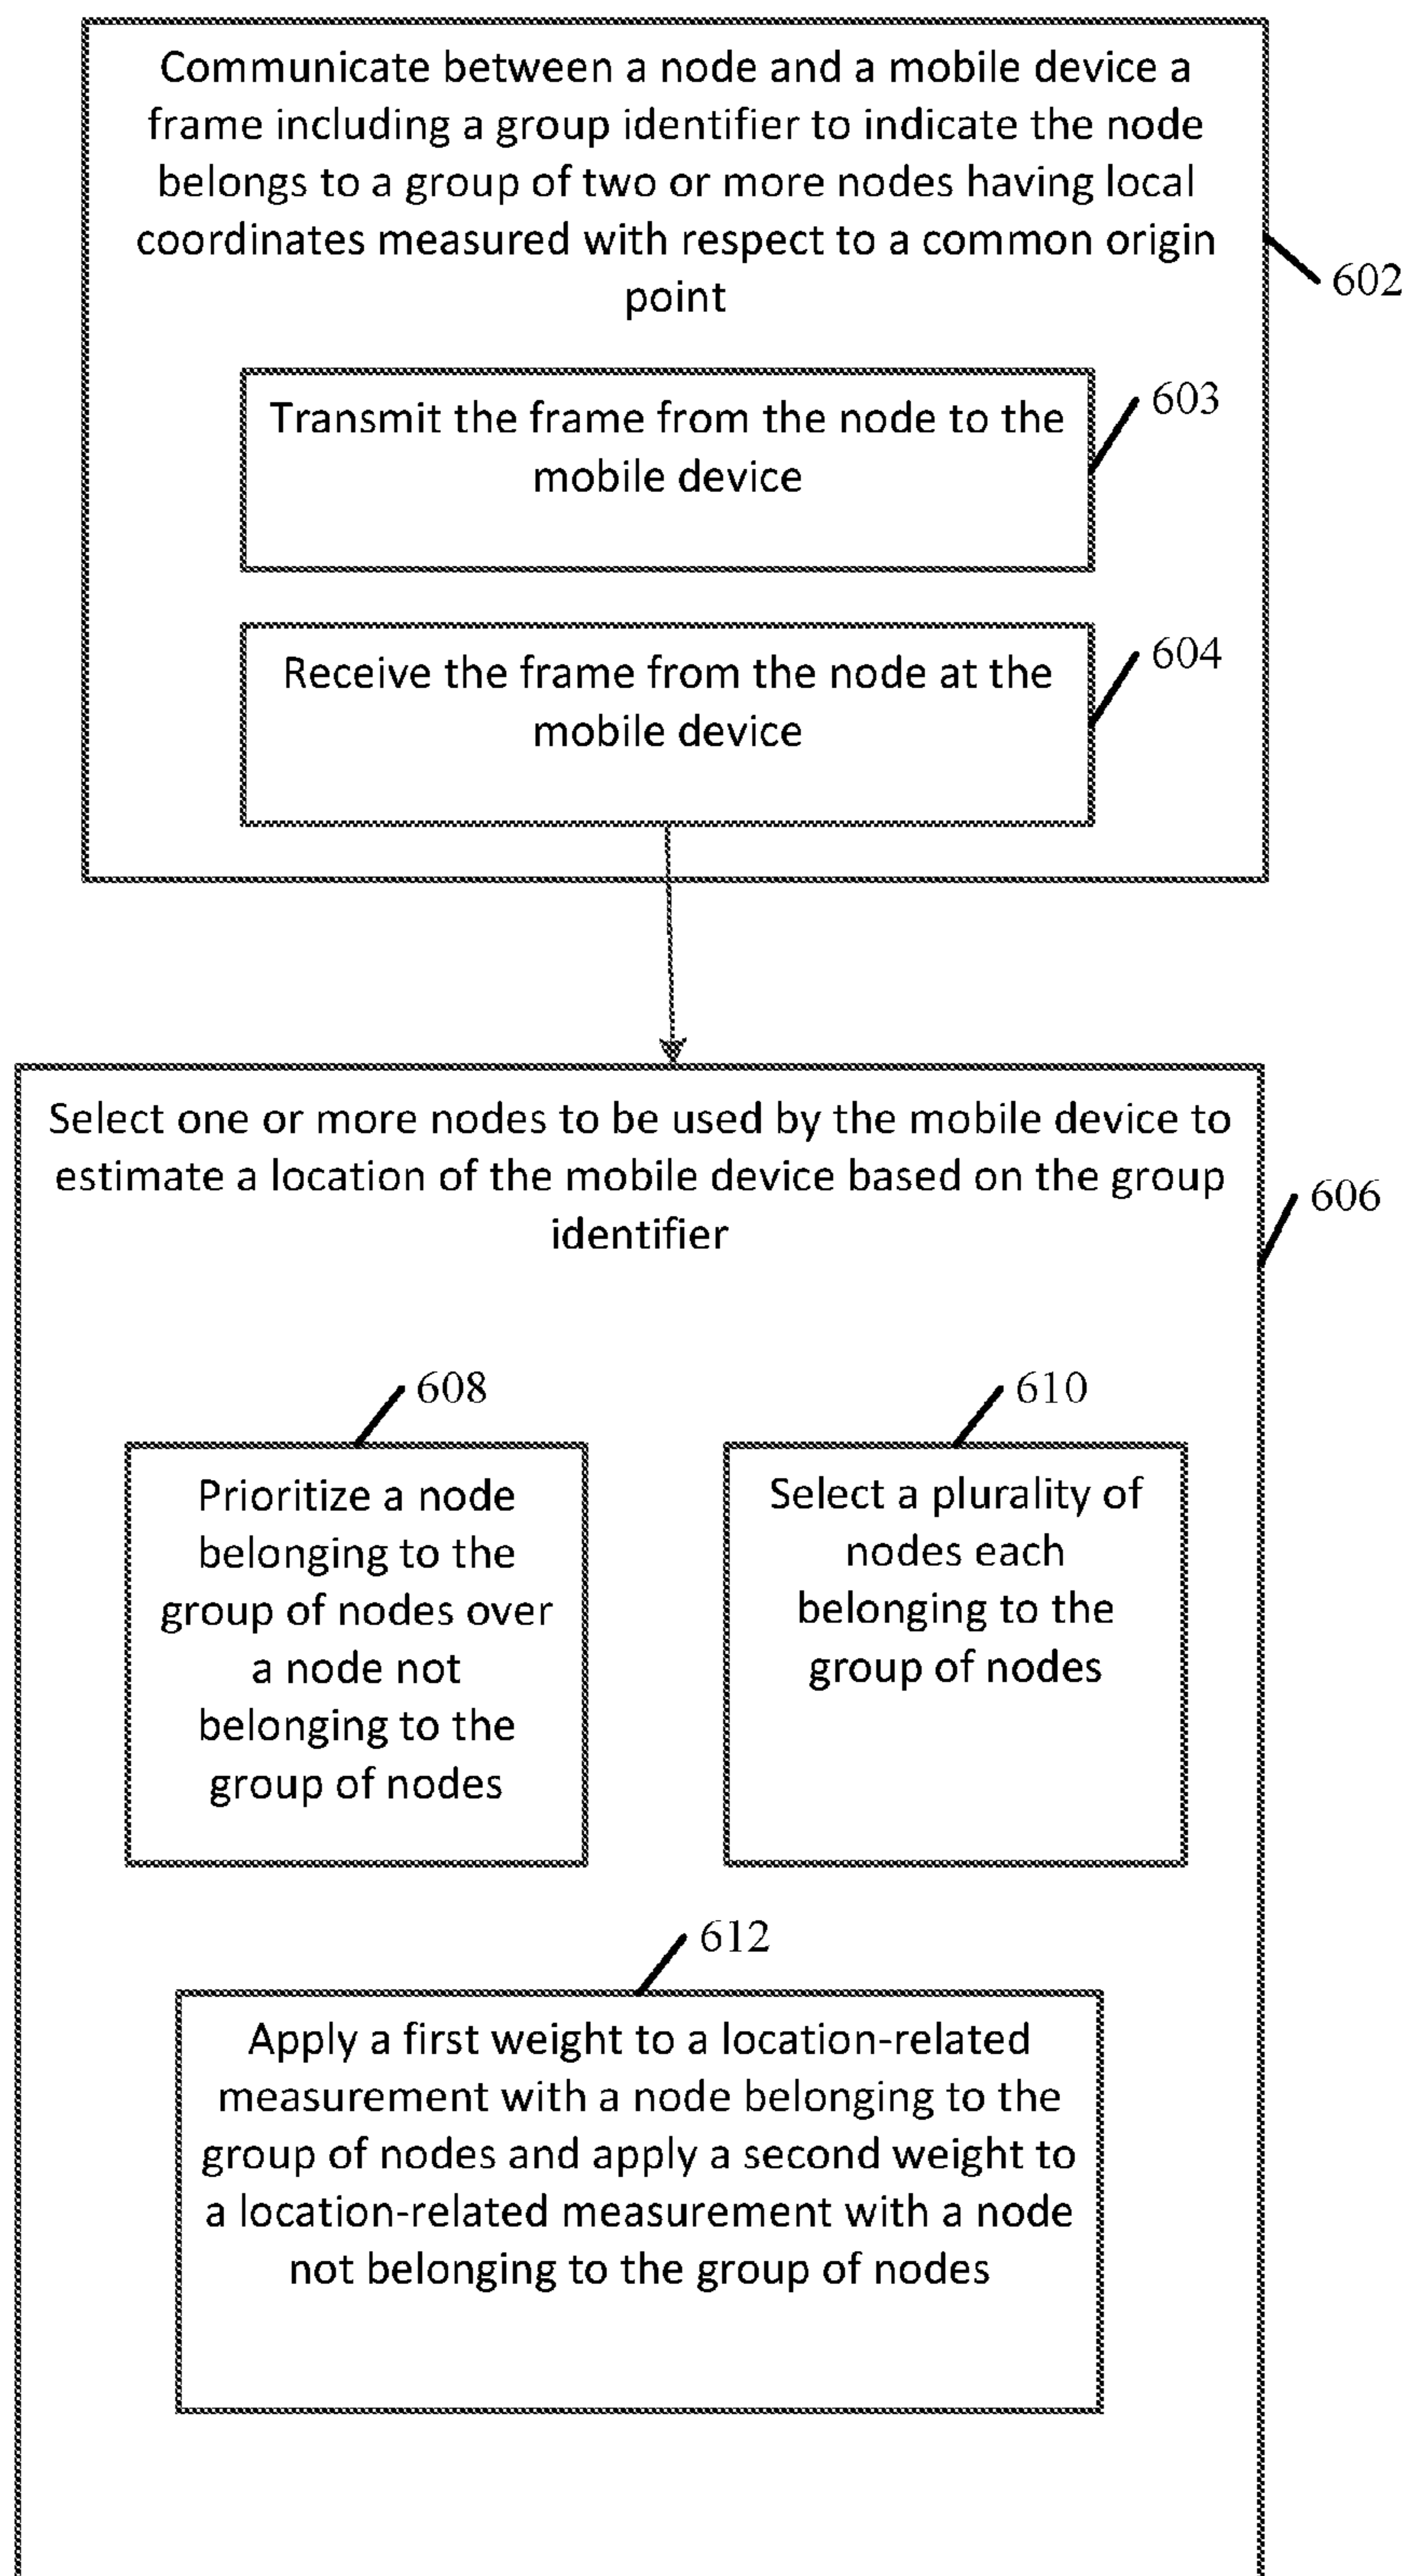 Communicate between a node and a mobile device a
frame including a group identifier to indicate the node
belongs to a group of two or more nodes having local
coordinates measured with respect to a common origin
point
602
Transmit the frame from the node to the
mobile device
603
Receive the frame from the node at the
mobile device
604
Select one or more nodes to be used by the mobile device to
estimate a location of the mobile device based on the group
identifier
606
608
Prioritize a node
belonging to the
group of nodes over
a node not
belonging to the
group of nodes
610
Select a plurality of
nodes each
belonging to the
group of nodes
612
Apply a first weight to a location-related
measurement with a node belonging to the
group of nodes and apply a second weight to
a location-related measurement with a node
not belonging to the group of nodes